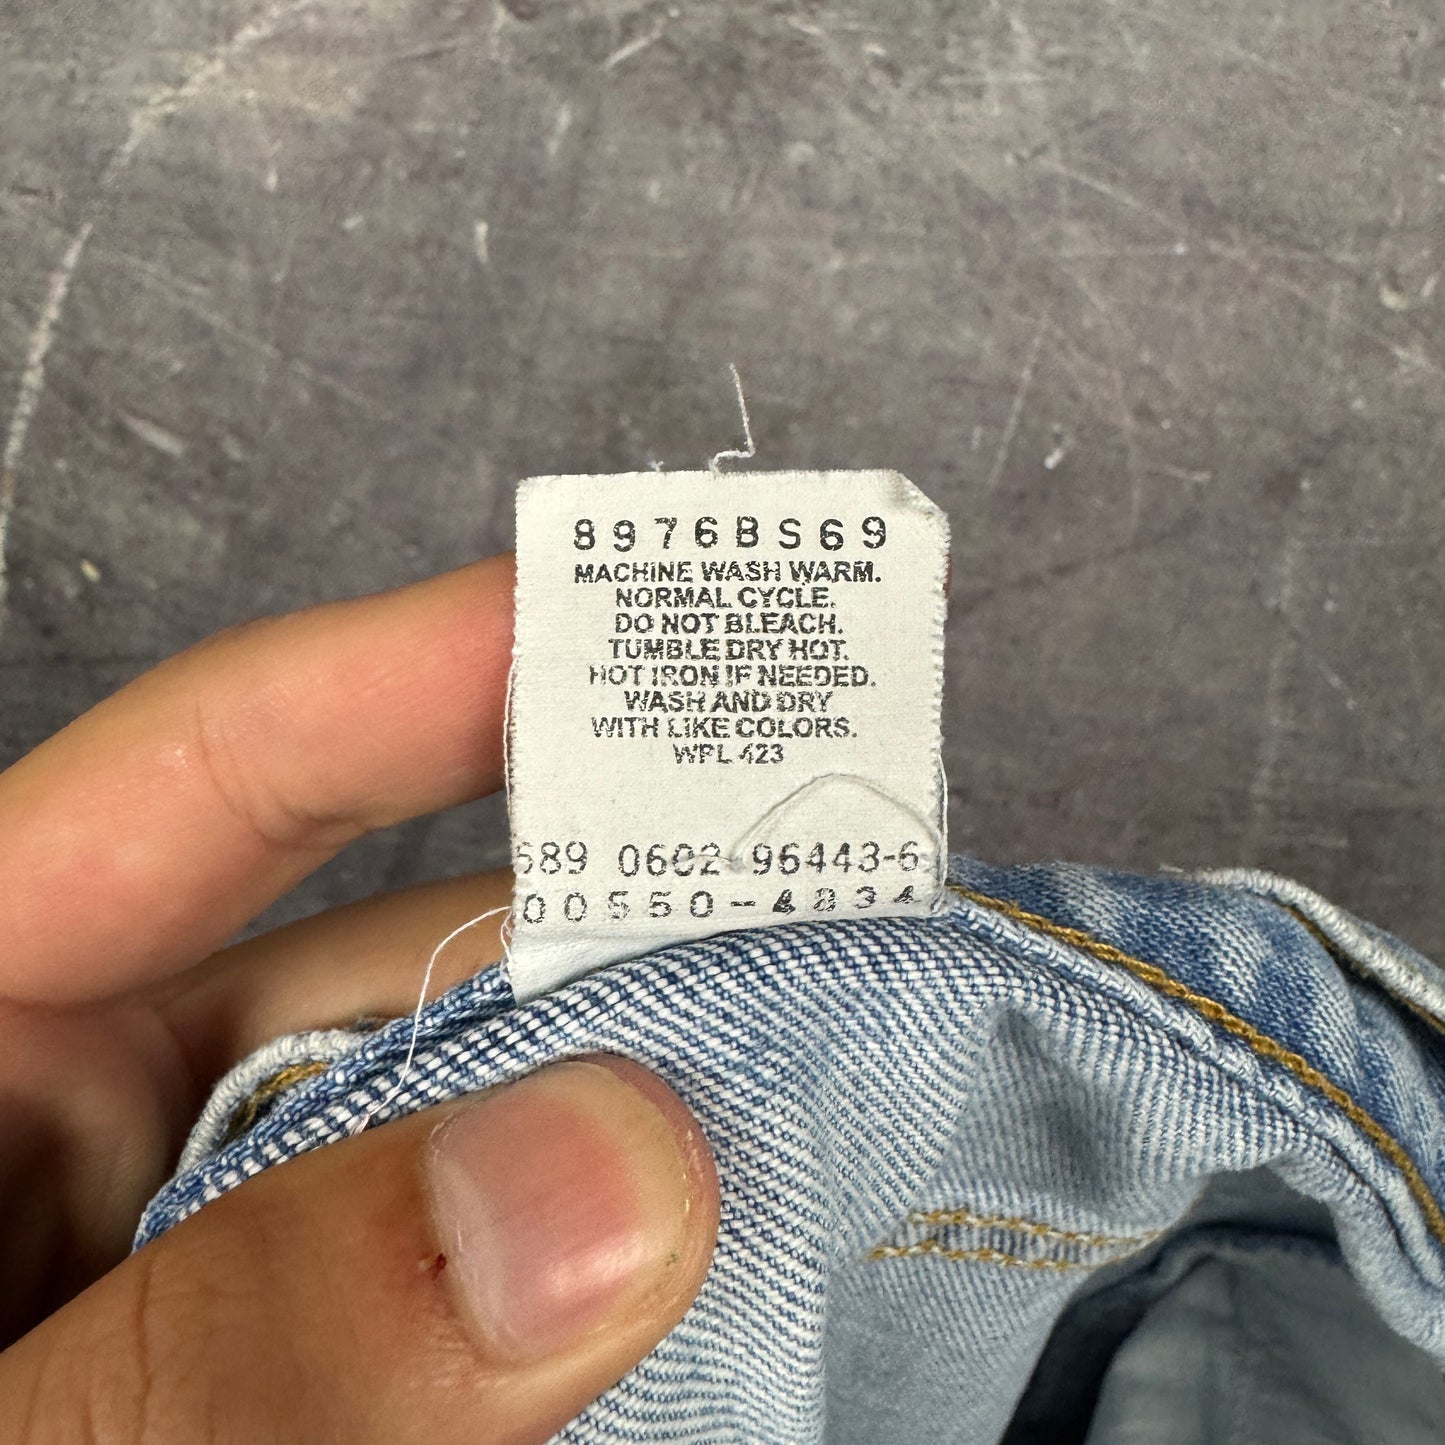 8976BS69
MACHINE WASH WARM.
NORMAL CYCLE.
DO NOT BLEACH.
TUMBLE DRY HOT.
HOT IRON IF NEEDED.
WASH AND DRY
WITH LIKE COLORS.
WPL 423
689 0602 96443-6
00550-4834